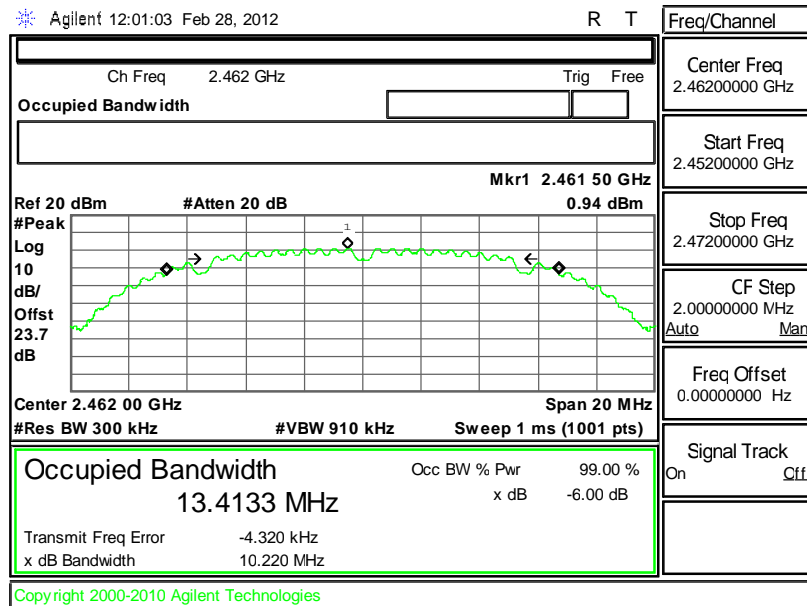 Agilent 12:01:03 Feb 28, 2012 R T
Freq/Channel
Ch Freq 2.462 GHz Trig Free
Occupied Bandwidth
Center Freq
2.46200000 GHz
Start Freq
2.45200000 GHz
Stop Freq
2.47200000 GHz
CF Step
2.00000000 MHz
Auto Man
Freq Offset
0.00000000 Hz
Signal Track
On Off
Mkr1 2.461 50 GHz
Ref 20 dBm #Atten 20 dB 0.94 dBm
#Peak
Log
10
dB/
Offst
23.7
dB
1
Center 2.462 00 GHz Span 20 MHz
#Res BW 300 kHz #VBW 910 kHz Sweep 1 ms (1001 pts)
Occupied Bandwidth
13.4133 MHz
Occ BW % Pwr 99.00 %
x dB -6.00 dB
Transmit Freq Error -4.320 kHz
x dB Bandwidth 10.220 MHz
Copyright 2000-2010 Agilent Technologies